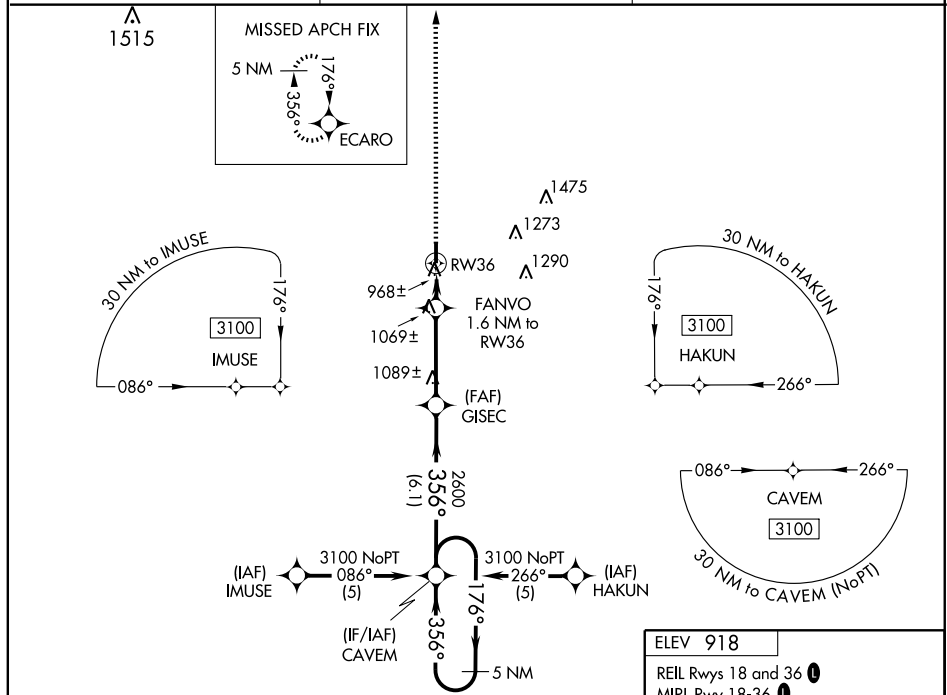 1515
MISSED APCH FIX
5 NM
176°
356°
ECARO
1475
1273
1290
RW36
968±
FANVO
1.6 NM to
RW36
1069±
1089±
(FAF)
GISEC
30 NM to IMUSE
176°
3100
IMUSE
086°
30 NM to HAKUN
176°
3100
HAKUN
266°
086°
266°
CAVEM
3100
30 NM to CAVEM (NoPT)
2600
356°
(6.1)
(IAF)
IMUSE
3100 NoPT
086°
(5)
3100 NoPT
266°
(5)
(IAF)
HAKUN
(IF/IAF)
CAVEM
356°
176°
5 NM
ELEV 918
REIL Rwys 18 and 36 L
MIRL Rwy 18-36 L